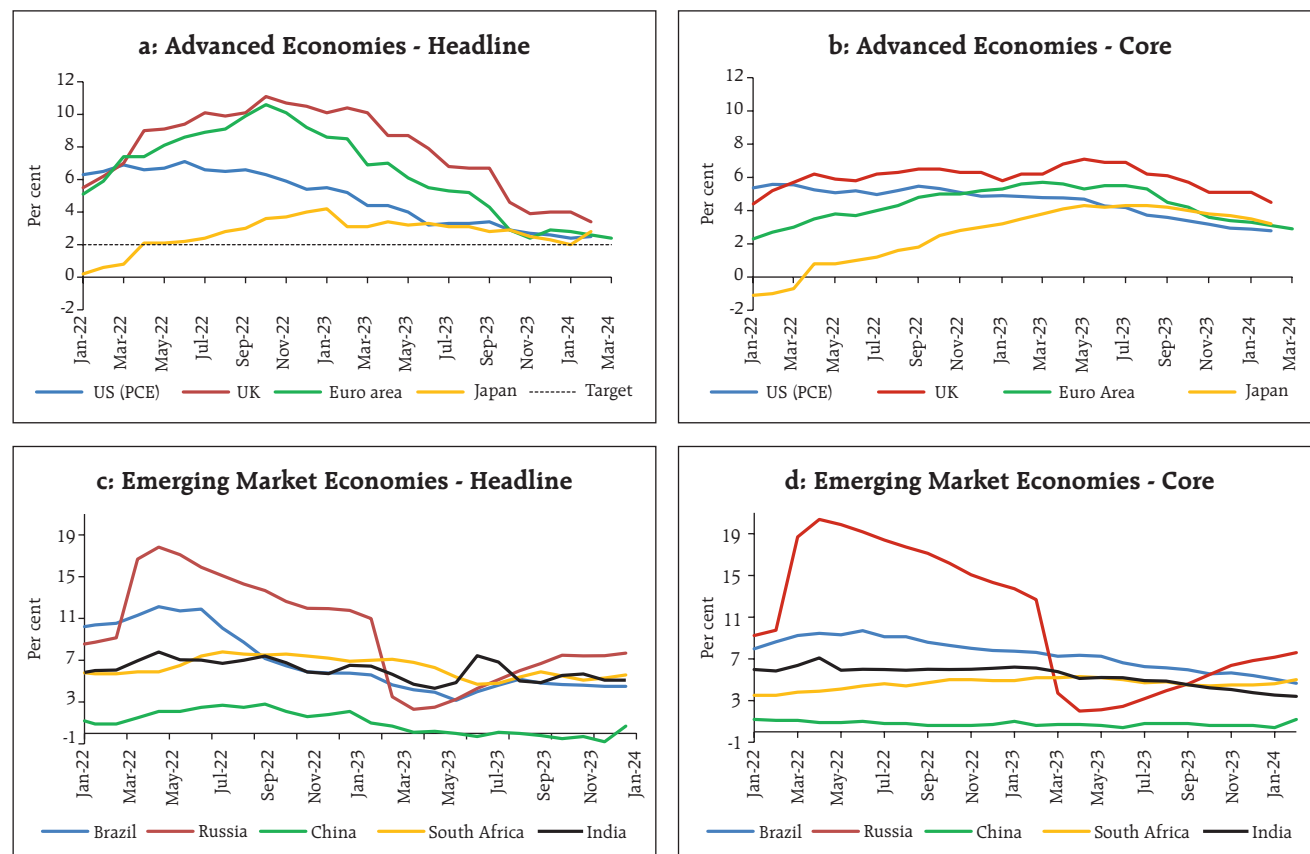 a: Advanced Economies - Headline
Per cent
12
10
8
6
4
2
0
-2
Jan-22
Mar-22
May-22
Jul-22
Sep-22
Nov-22
Jan-23
Mar-23
May-23
Jul-23
Sep-23
Nov-23
Jan-24
Mar-24
US (PCE) UK Euro area Japan Target
b: Advanced Economies - Core
Per cent
12
10
8
6
4
2
0
-2
Jan-22
Mar-22
May-22
Jul-22
Sep-22
Nov-22
Jan-23
Mar-23
May-23
Jul-23
Sep-23
Nov-23
Jan-24
Mar-24
US (PCE) UK Euro Area Japan
c: Emerging Market Economies - Headline
Per cent
19
15
11
7
3
-1
Jan-22
Mar-22
May-22
Jul-22
Sep-22
Nov-22
Jan-23
Mar-23
May-23
Jul-23
Sep-23
Nov-23
Jan-24
Brazil Russia China South Africa India
d: Emerging Market Economies - Core
Per cent
19
15
11
7
3
-1
Jan-22
Mar-22
May-22
Jul-22
Sep-22
Nov-22
Jan-23
Mar-23
May-23
Jul-23
Sep-23
Nov-23
Jan-24
Brazil Russia China South Africa India